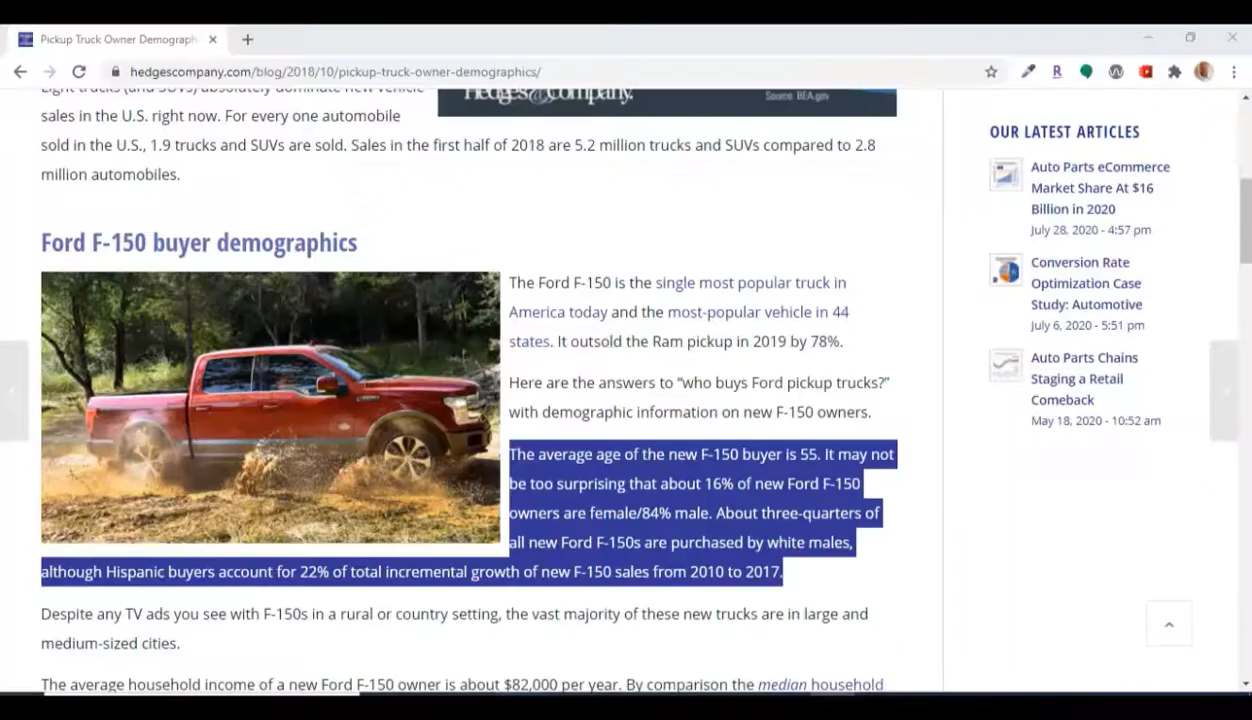 Pickup Truck Owner Demograph
hedgescompany.com/blog/2018/10/pickup-truck-owner-demographics/
Light trucks (and SUVs) absolutely dominate new vehicle
sales in the U.S. right now. For every one automobile
sold in the U.S., 1.9 trucks and SUVs are sold. Sales in the first half of 2018 are 5.2 million trucks and SUVs compared to 2.8
million automobiles.
Hedges & Company.
Source: BEA.gov
Ford F-150 buyer demographics
The Ford F-150 is the single most popular truck in
America today and the most-popular vehicle in 44
states. It outsold the Ram pickup in 2019 by 78%.
Here are the answers to “who buys Ford pickup trucks?”
with demographic information on new F-150 owners.
The average age of the new F-150 buyer is 55. It may not
be too surprising that about 16% of new Ford F-150
owners are female/84% male. About three-quarters of
all new Ford F-150s are purchased by white males,
although Hispanic buyers account for 22% of total incremental growth of new F-150 sales from 2010 to 2017.
Despite any TV ads you see with F-150s in a rural or country setting, the vast majority of these new trucks are in large and
medium-sized cities.
The average household income of a new Ford F-150 owner is about $82,000 per year. By comparison the median household
OUR LATEST ARTICLES
Auto Parts eCommerce
Market Share At $16
Billion in 2020
July 28, 2020 - 4:57 pm
Conversion Rate
Optimization Case
Study: Automotive
July 6, 2020 - 5:51 pm
Auto Parts Chains
Staging a Retail
Comeback
May 18, 2020 - 10:52 am